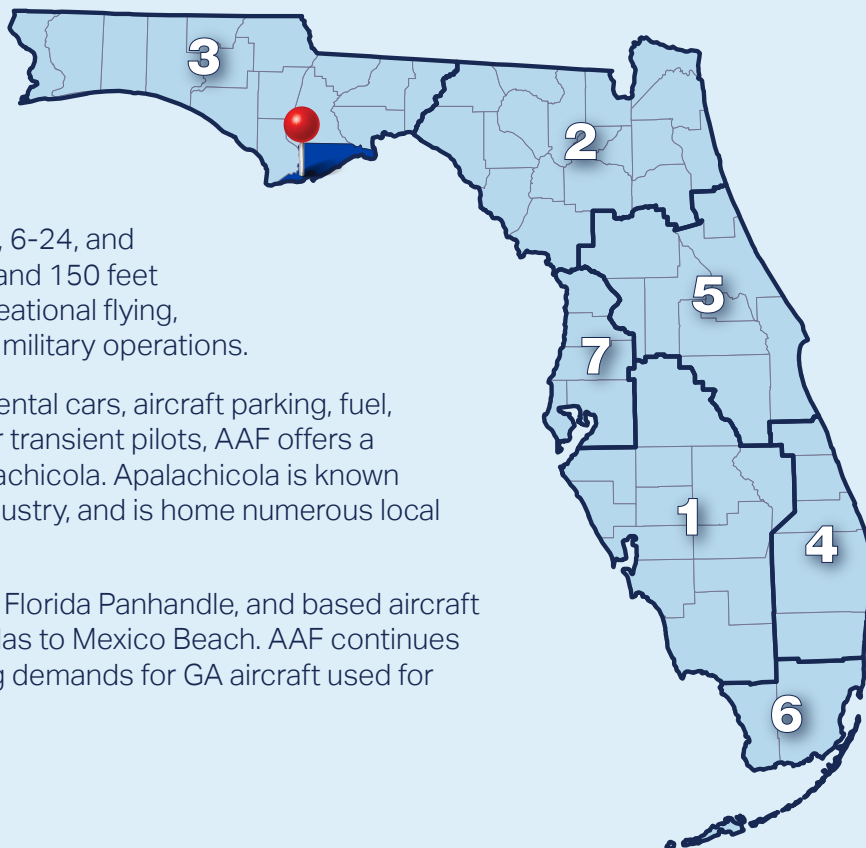 3
2
, 6-24, and
and 150 feet
eational flying,
military operations.
5
7
ental cars, aircraft parking, fuel,
r transient pilots, AAF offers a
achicola. Apalachicola is known
ustry, and is home numerous local
1
4
Florida Panhandle, and based aircraft
las to Mexico Beach. AAF continues
g demands for GA aircraft used for
6